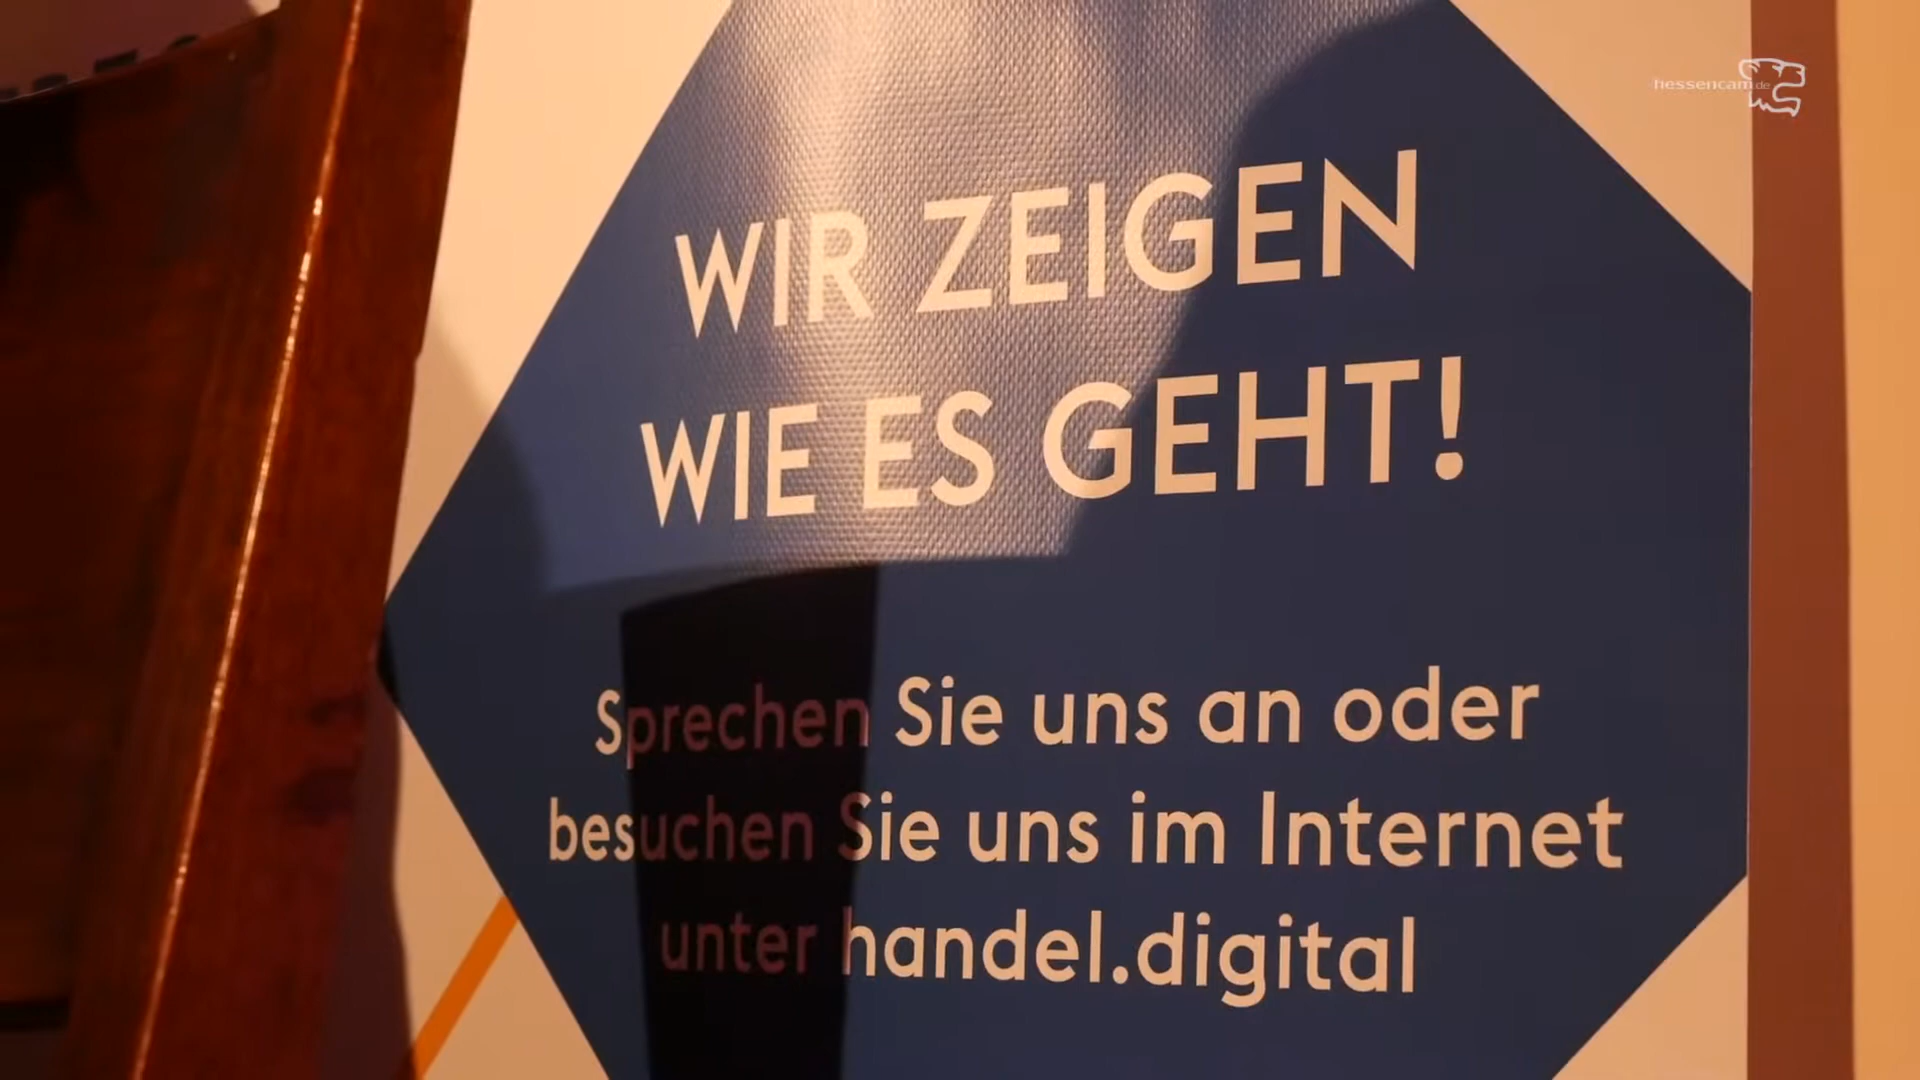 hessencam.de
WIR ZEIGEN
WIE ES GEHT!
Sprechen Sie uns an oder
besuchen Sie uns im Internet
unter handel.digital